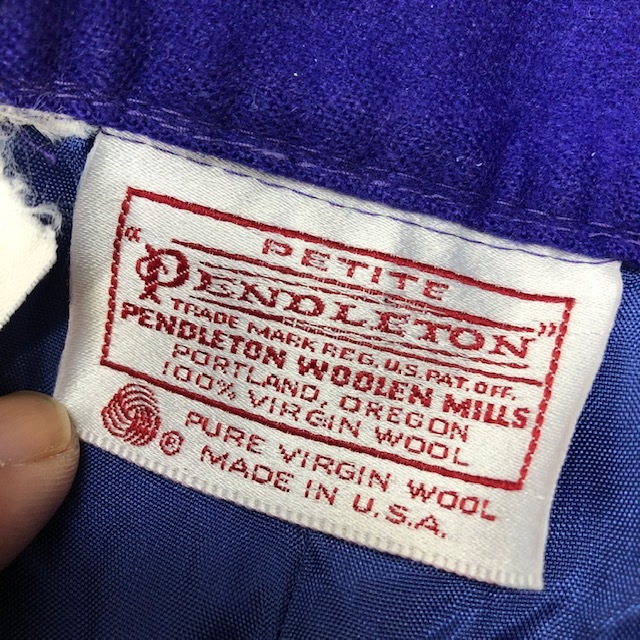 PETITE
"PENDLETON"
TRADE MARK REG. U.S. PAT. OFF.
PENDLETON WOOLEN MILLS
PORTLAND, OREGON
100% VIRGIN WOOL
® PURE VIRGIN WOOL
MADE IN U.S.A.